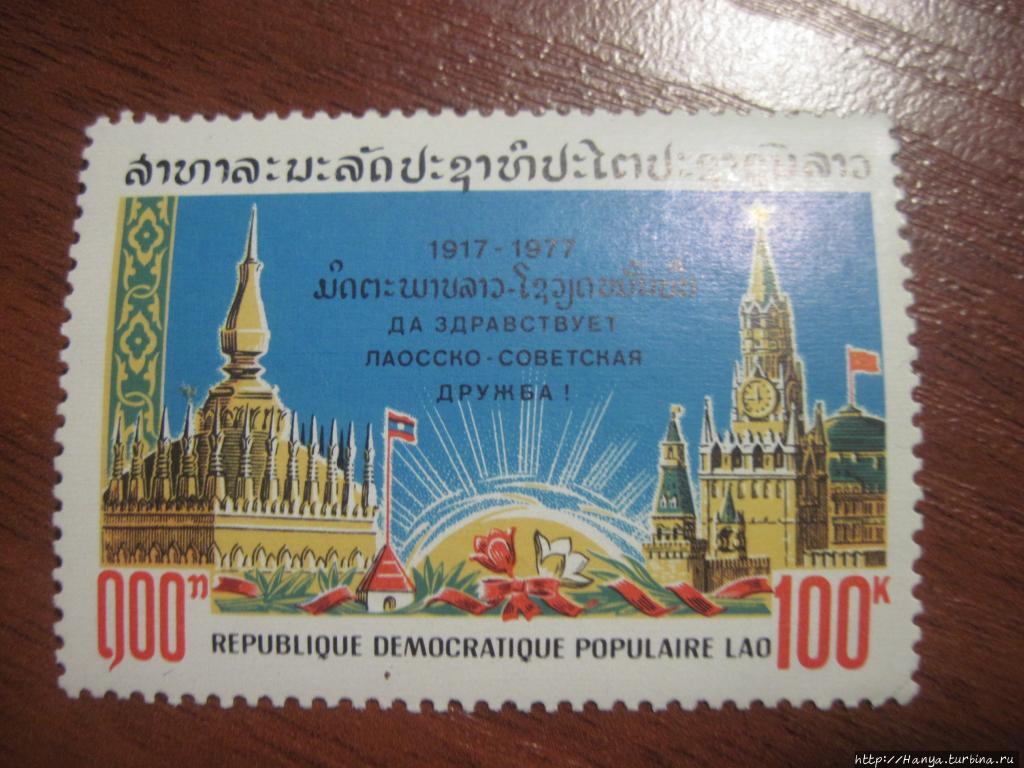 ສາທາລະນະລັດປະຊາທິປະໄຕປະຊາຊົນລາວ
1917 - 1977
ມິດຕະພາບລາວ-ໂຊວຽດໝັ້ນຍືນ
ДА ЗДРАВСТВУЕТ
ЛАОССКО - СОВЕТСКАЯ
ДРУЖБА !
໑໐໐ ກ
100 K
REPUBLIQUE DEMOCRATIQUE POPULAIRE LAO
http://Hanya.turbina.ru